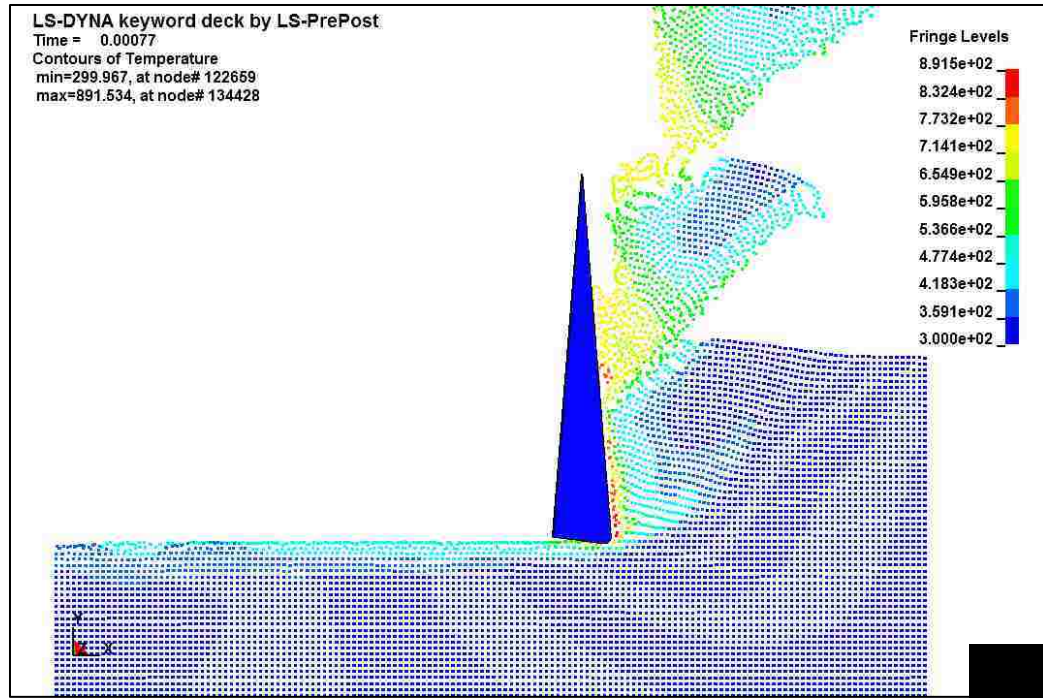 LS-DYNA keyword deck by LS-PrePost
Time = 0.00077
Contours of Temperature
min=299.967, at node# 122659
max=891.534, at node# 134428
Fringe Levels
8.915e+02
8.324e+02
7.732e+02
7.141e+02
6.549e+02
5.958e+02
5.366e+02
4.774e+02
4.183e+02
3.591e+02
3.000e+02
Y
X